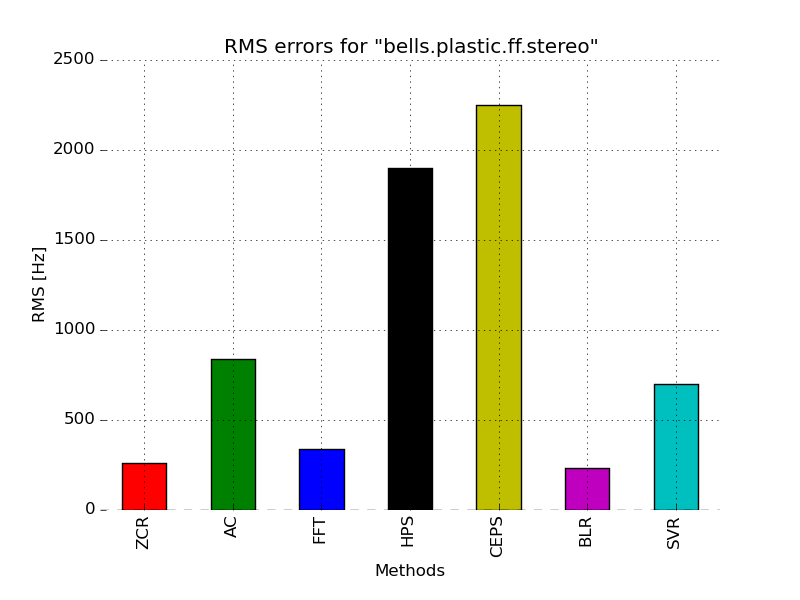 RMS errors for "bells.plastic.ff.stereo"
2500
2000
1500
1000
500
0
RMS [Hz]
ZCR
AC
FFT
HPS
CEPS
BLR
SVR
Methods